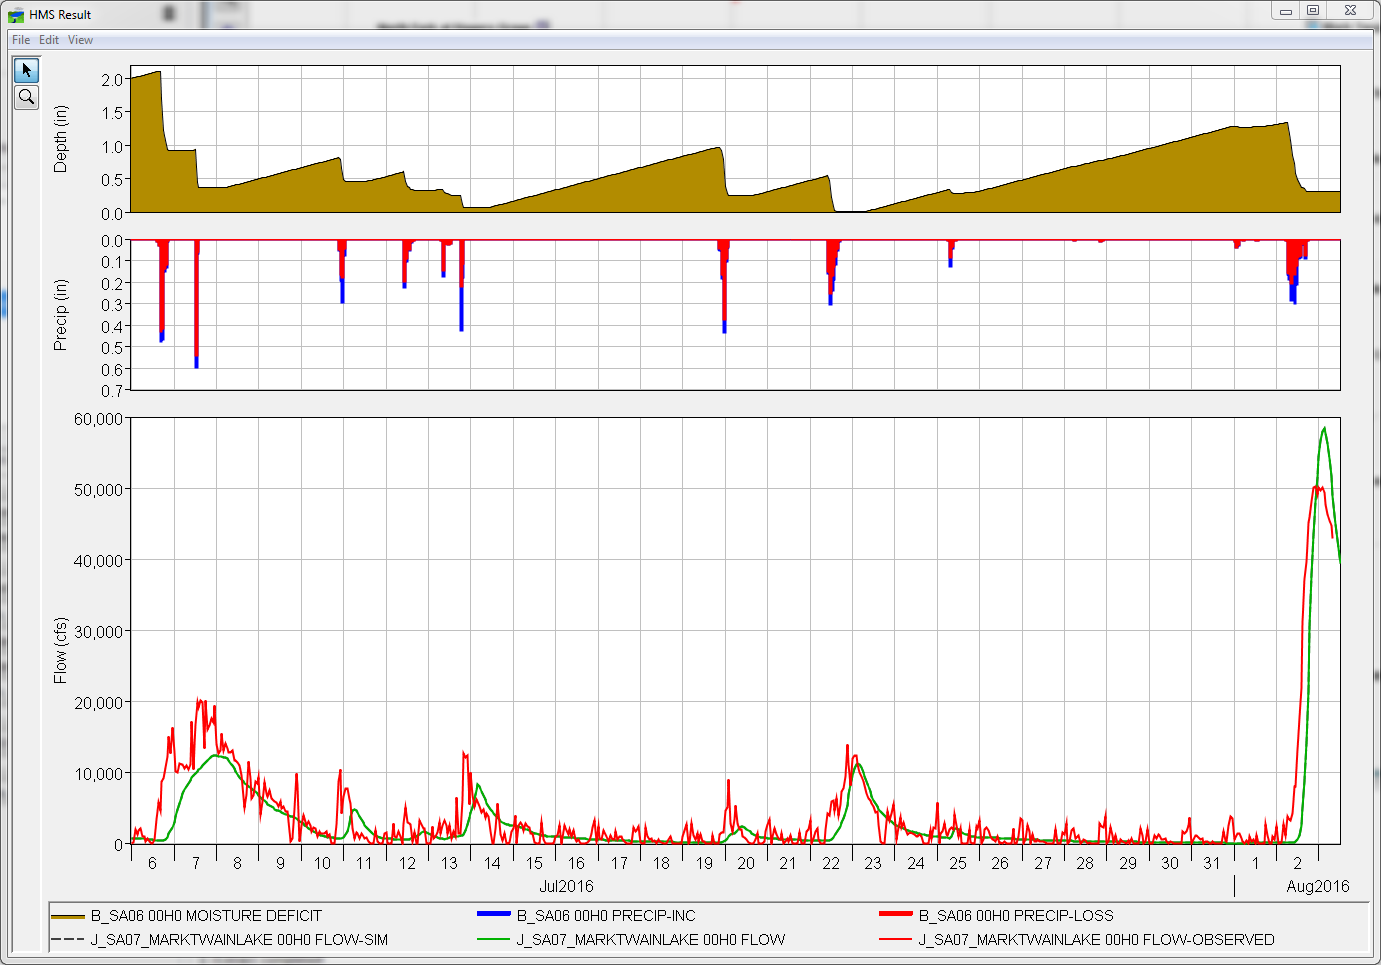 HMS Result
File Edit View
Depth (in)
2.0
1.5
1.0
0.5
0.0
Precip (in)
0.0
0.1
0.2
0.3
0.4
0.5
0.6
0.7
Flow (cfs)
60,000
50,000
40,000
30,000
20,000
10,000
0
6 7 8 9 10 11 12 13 14 15 16 17 18 19 20 21 22 23 24 25 26 27 28 29 30 31 1 2
Jul2016 Aug2016
B_SA06 00H0 MOISTURE DEFICIT B_SA06 00H0 PRECIP-INC B_SA06 00H0 PRECIP-LOSS
J_SA07_MARKTWAINLAKE 00H0 FLOW-SIM J_SA07_MARKTWAINLAKE 00H0 FLOW J_SA07_MARKTWAINLAKE 00H0 FLOW-OBSERVED